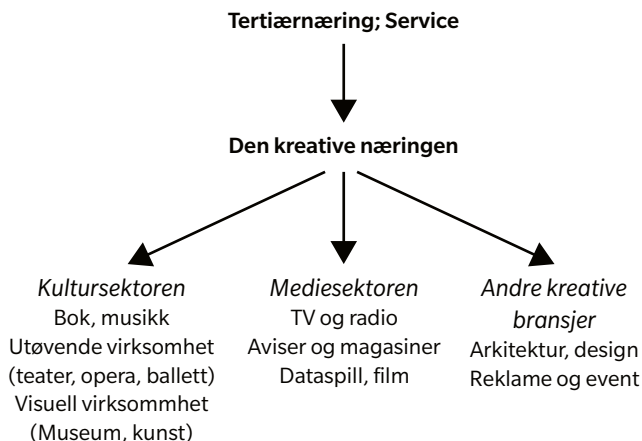 Tertiærnæring; Service
Den kreative næringen
Kultursektoren
Bok, musikk
Utøvende virksomhet
(teater, opera, ballett)
Visuell virksommhet
(Museum, kunst)
Mediesektoren
TV og radio
Aviser og magasiner
Dataspill, film
Andre kreative
bransjer
Arkitektur, design
Reklame og event